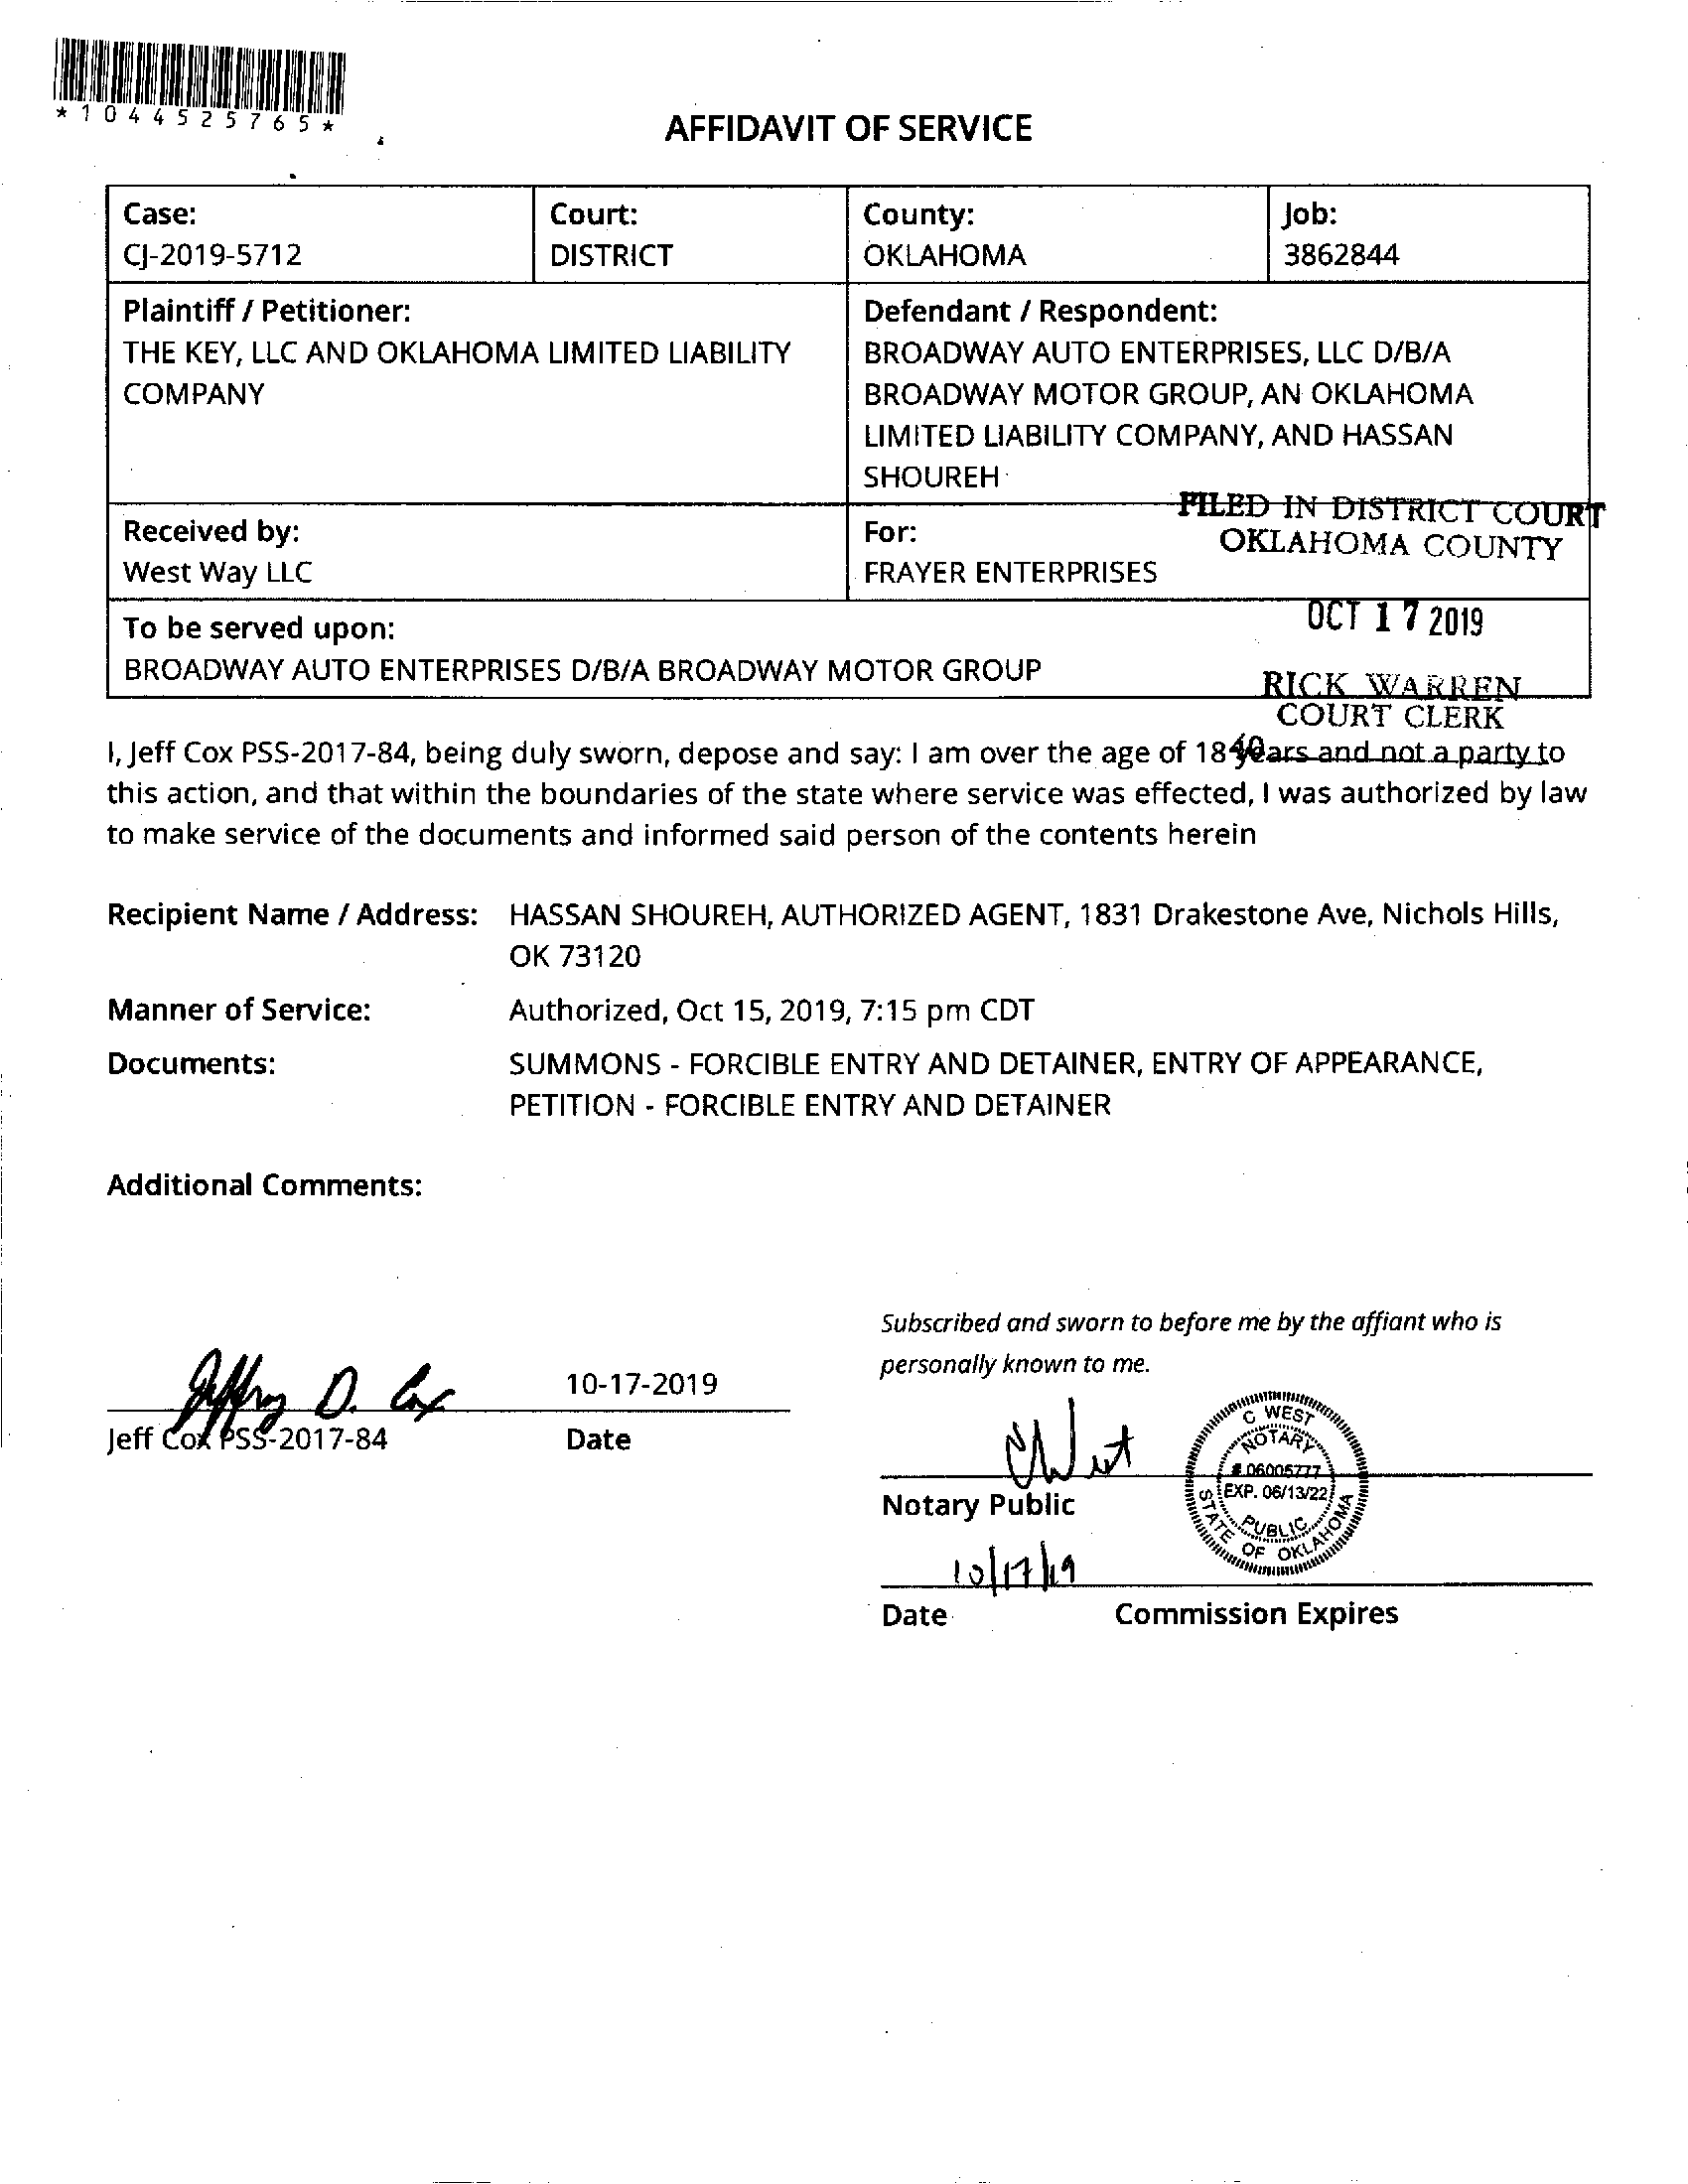 *1044525765*
AFFIDAVIT OF SERVICE
Case:
CJ-2019-5712
Court:
DISTRICT
County:
OKLAHOMA
Job:
3862844
Plaintiff / Petitioner:
THE KEY, LLC AND OKLAHOMA LIMITED LIABILITY
COMPANY
Defendant / Respondent:
BROADWAY AUTO ENTERPRISES, LLC D/B/A
BROADWAY MOTOR GROUP, AN OKLAHOMA
LIMITED LIABILITY COMPANY, AND HASSAN
SHOUREH
Received by:
West Way LLC
For:
FRAYER ENTERPRISES
FILED IN DISTRICT COURT
OKLAHOMA COUNTY
OCT 17 2019
RICK WARREN
COURT CLERK
To be served upon:
BROADWAY AUTO ENTERPRISES D/B/A BROADWAY MOTOR GROUP
I, Jeff Cox PSS-2017-84, being duly sworn, depose and say: I am over the age of 18 years and not a party to
this action, and that within the boundaries of the state where service was effected, I was authorized by law
to make service of the documents and informed said person of the contents herein
Recipient Name / Address: HASSAN SHOUREH, AUTHORIZED AGENT, 1831 Drakestone Ave, Nichols Hills,
OK 73120
Manner of Service: Authorized, Oct 15, 2019, 7:15 pm CDT
Documents: SUMMONS - FORCIBLE ENTRY AND DETAINER, ENTRY OF APPEARANCE,
PETITION - FORCIBLE ENTRY AND DETAINER
Additional Comments:
Jeffrey D. Cox
10-17-2019
Jeff Cox PSS-2017-84
Date
Subscribed and sworn to before me by the affiant who is
personally known to me.
C West
Notary Public
C WEST
NOTARY
# 06005777
EXP. 06/13/22
PUBLIC
STATE OF OKLAHOMA
10/17/19
Date
Commission Expires